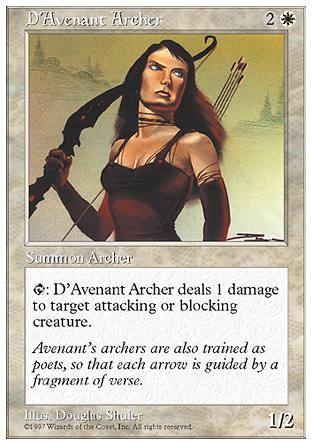 D'Avenant Archer 2
Summon Archer
: D'Avenant Archer deals 1 damage
to target attacking or blocking
creature.
Avenant's archers are also trained as
poets, so that each arrow is guided by a
fragment of verse.
Illus. Douglas Shuler
©1997 Wizards of the Coast, Inc. All rights reserved. 1/2